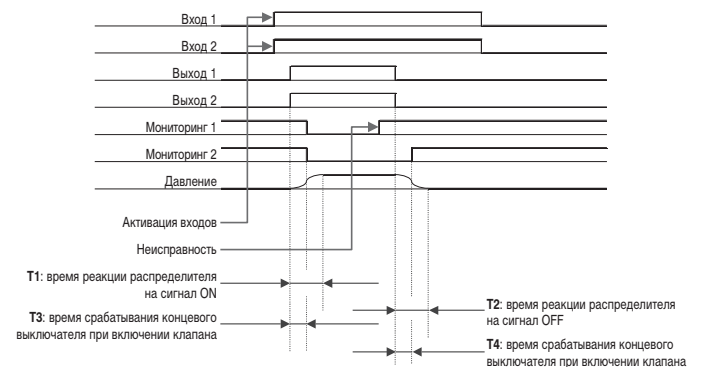 Вход 1
Вход 2
Выход 1
Выход 2
Мониторинг 1
Мониторинг 2
Давление
Активация входов
Неисправность
T1: время реакции распределителя
на сигнал ON
T3: время срабатывания концевого
выключателя при включении клапана
T2: время реакции распределителя
на сигнал OFF
T4: время срабатывания концевого
выключателя при включении клапана